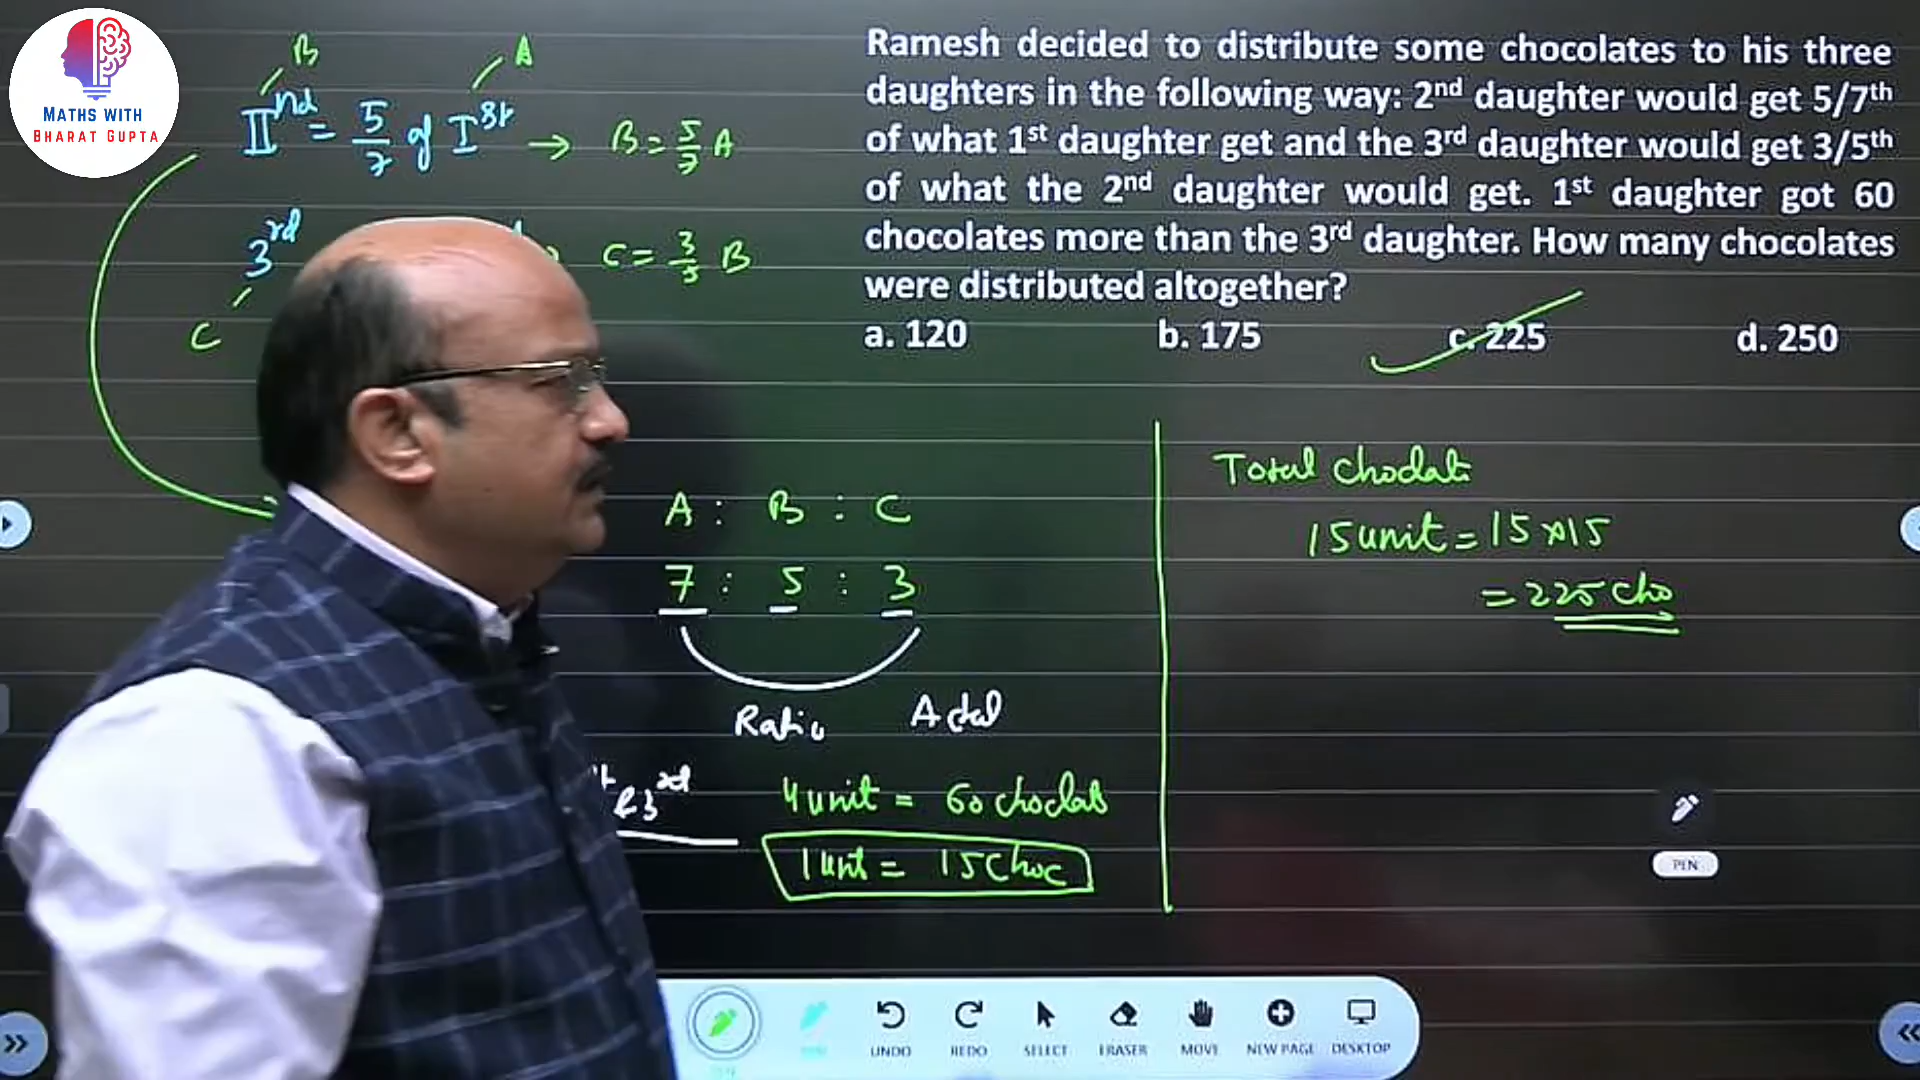 MATHS WITH
BHARAT GUPTA
B
A
IInd = 5/7 of Ist → B = 5/7 A
3rd
C = 3/5 B
C
Ramesh decided to distribute some chocolates to his three
daughters in the following way: 2nd daughter would get 5/7th
of what 1st daughter get and the 3rd daughter would get 3/5th
of what the 2nd daughter would get. 1st daughter got 60
chocolates more than the 3rd daughter. How many chocolates
were distributed altogether?
a. 120 b. 175 c. 225 d. 250
A : B : C
7 : 5 : 3
Ratio
&3rd 4 unit = 60 choclats
1 unit = 15 Choc
Total Choclats
15 unit = 15 × 15
= 225 Cho
PEN
UNDO REDO SELECT ERASER MOVE NEW PAGE DESKTOP